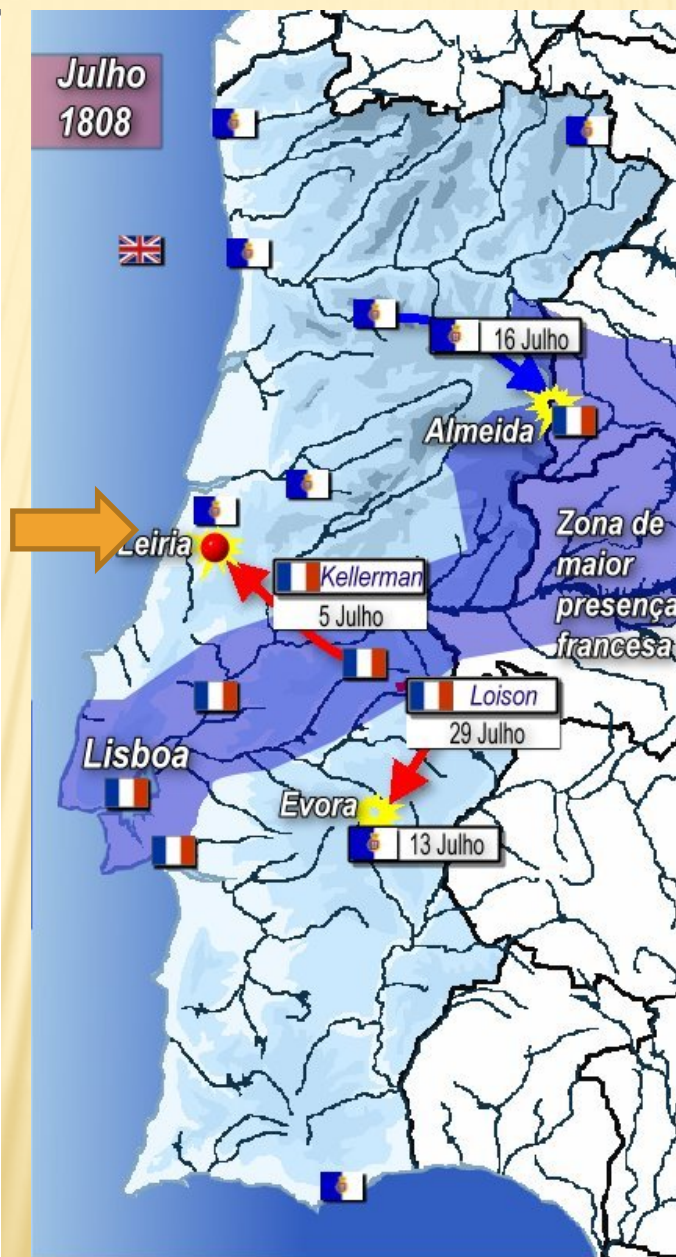 Julho
1808
16 Julho
Almeida
Leiria
Kellerman
5 Julho
Zona de
maior
presença
francesa
Loison
29 Julho
Lisboa
Evora
13 Julho